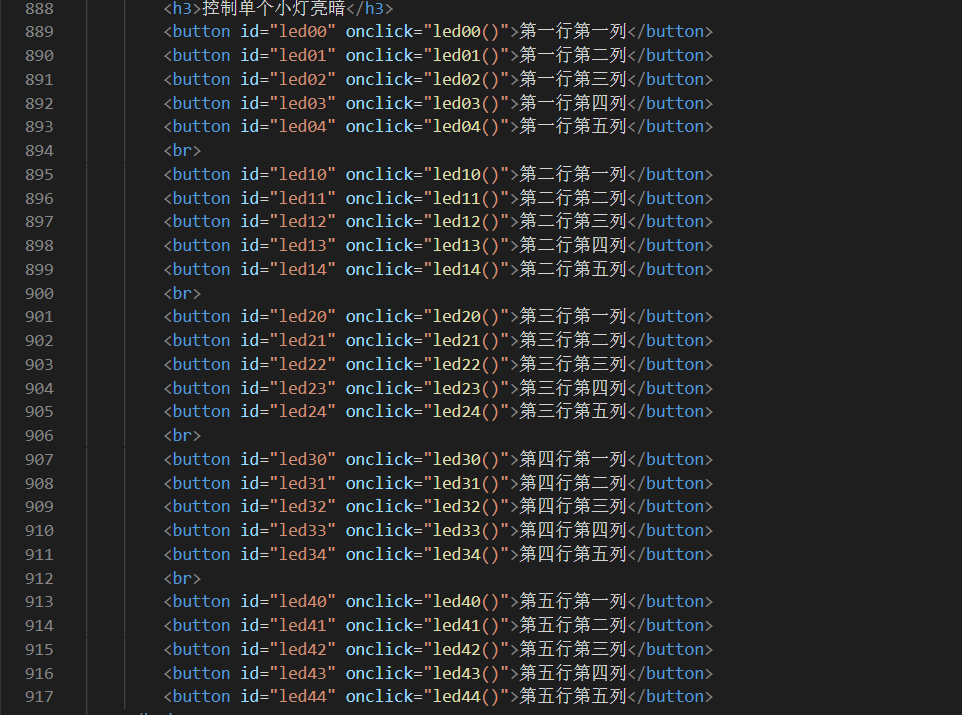 888 <h3>控制单个小灯亮暗</h3>
889 <button id="led00" onclick="led00()">第一行第一列</button>
890 <button id="led01" onclick="led01()">第一行第二列</button>
891 <button id="led02" onclick="led02()">第一行第三列</button>
892 <button id="led03" onclick="led03()">第一行第四列</button>
893 <button id="led04" onclick="led04()">第一行第五列</button>
894 <br>
895 <button id="led10" onclick="led10()">第二行第一列</button>
896 <button id="led11" onclick="led11()">第二行第二列</button>
897 <button id="led12" onclick="led12()">第二行第三列</button>
898 <button id="led13" onclick="led13()">第二行第四列</button>
899 <button id="led14" onclick="led14()">第二行第五列</button>
900 <br>
901 <button id="led20" onclick="led20()">第三行第一列</button>
902 <button id="led21" onclick="led21()">第三行第二列</button>
903 <button id="led22" onclick="led22()">第三行第三列</button>
904 <button id="led23" onclick="led23()">第三行第四列</button>
905 <button id="led24" onclick="led24()">第三行第五列</button>
906 <br>
907 <button id="led30" onclick="led30()">第四行第一列</button>
908 <button id="led31" onclick="led31()">第四行第二列</button>
909 <button id="led32" onclick="led32()">第四行第三列</button>
910 <button id="led33" onclick="led33()">第四行第四列</button>
911 <button id="led34" onclick="led34()">第四行第五列</button>
912 <br>
913 <button id="led40" onclick="led40()">第五行第一列</button>
914 <button id="led41" onclick="led41()">第五行第二列</button>
915 <button id="led42" onclick="led42()">第五行第三列</button>
916 <button id="led43" onclick="led43()">第五行第四列</button>
917 <button id="led44" onclick="led44()">第五行第五列</button>